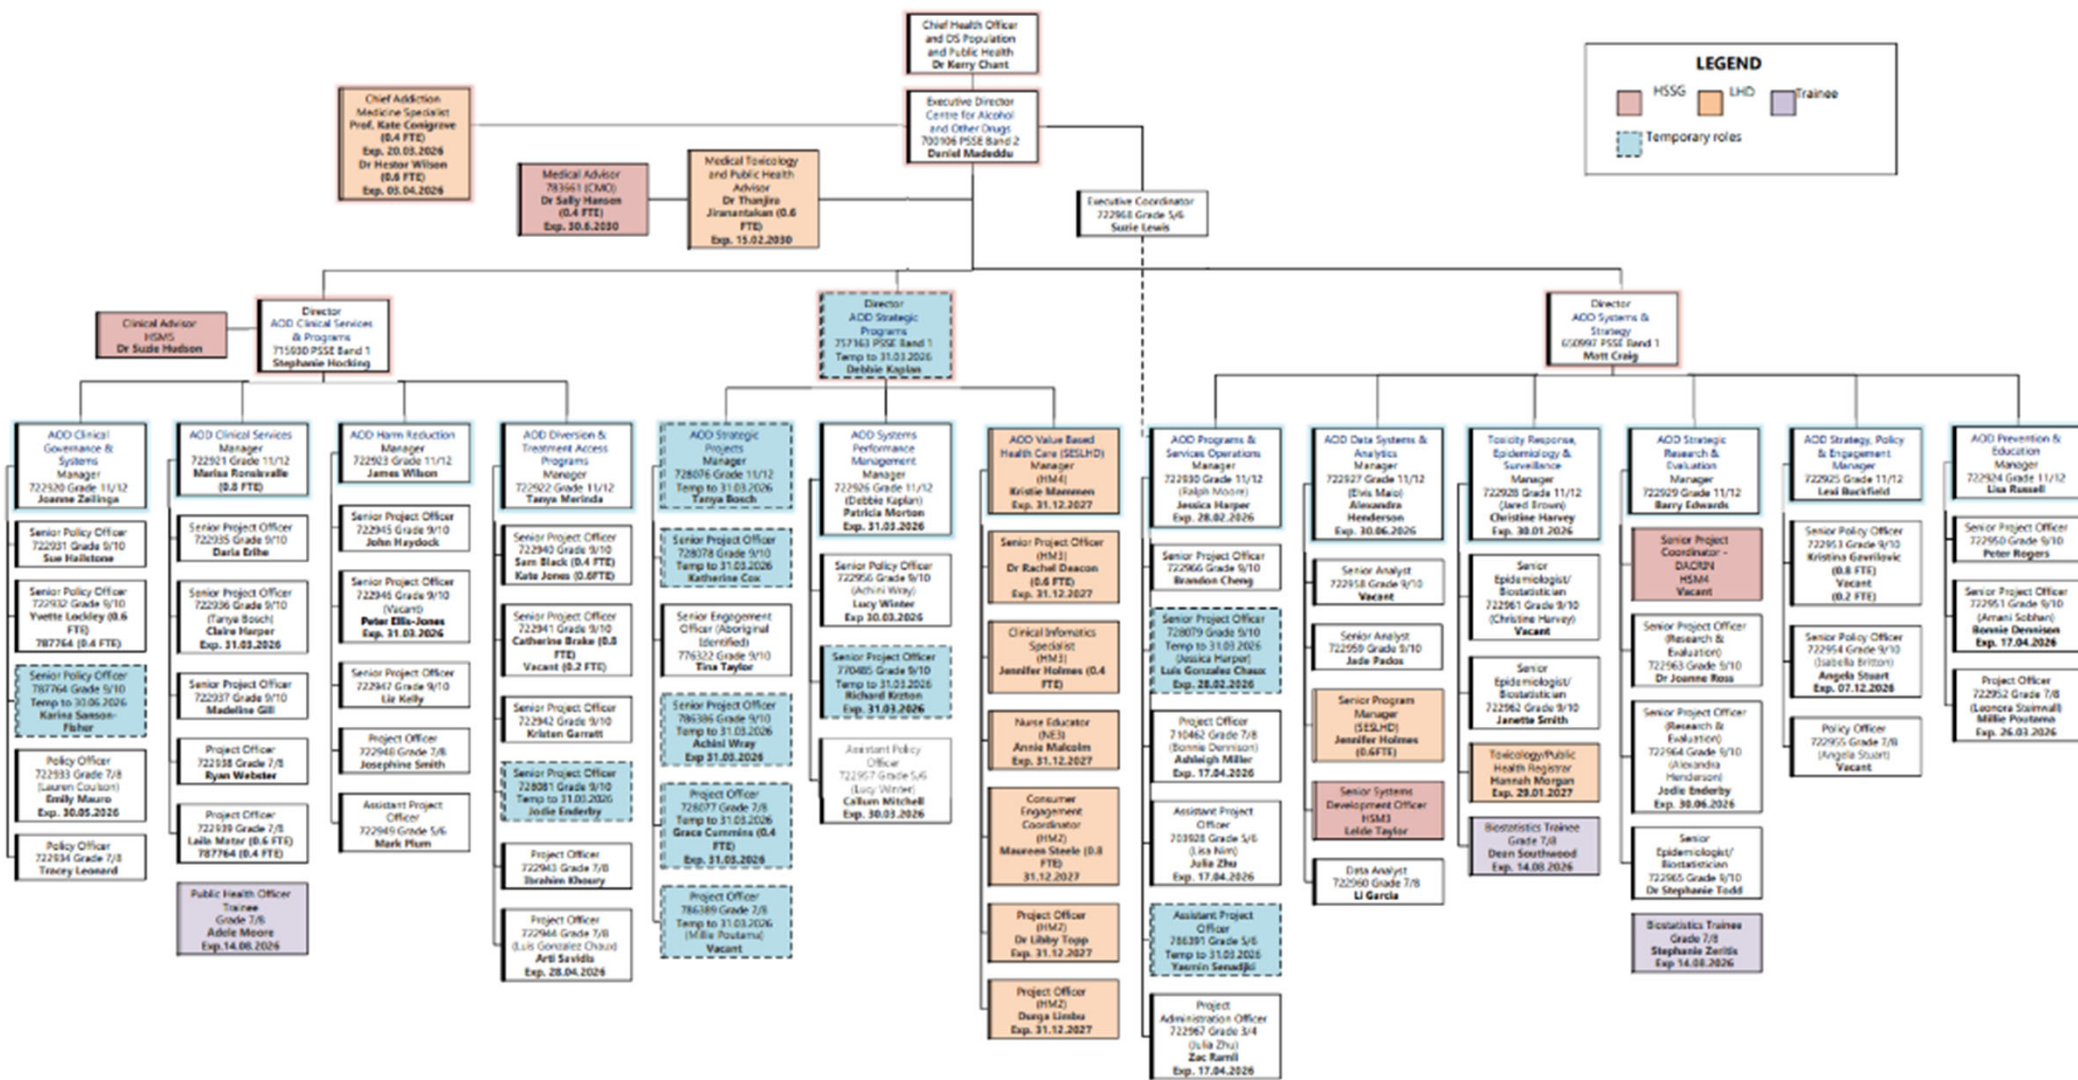 Chief Health Officer
and DS Population
and Public Health
Dr Kerry Chant
LEGEND
HSSG
LHD
Trainee
Temporary roles
Chief Addiction
Medicine Specialist
Prof. Kate Conigrave
(0.4 FTE)
Exp. 20.03.2026
Dr Hester Wilson
(0.6 FTE)
Exp. 03.04.2026
Executive Director
Centre for Alcohol
and Other Drugs
700106 PSSE Band 2
Daniel Madeddu
Medical Advisor
783661 (CMO)
Dr Sally Hansen
(0.4 FTE)
Exp. 30.6.2030
Medical Toxicology
and Public Health
Advisor
Dr Thanjira
Jiranantakan (0.6
FTE)
Exp. 15.02.2030
Executive Coordinator
722968 Grade 5/6
Suzie Lewis
Clinical Advisor
HSM5
Dr Suzie Hudson
Director
AOD Clinical Services
& Programs
715930 PSSE Band 1
Stephanie Hocking
Director
AOD Strategic
Programs
757163 PSSE Band 1
Temp to 31.03.2026
Debbie Kaplan
Director
AOD Systems &
Strategy
650997 PSSE Band 1
Matt Craig
AOD Clinical
Governance &
Systems
Manager
722920 Grade 11/12
Joanne Zeilinga
Senior Policy Officer
722931 Grade 9/10
Sue Hailstone
Senior Policy Officer
722932 Grade 9/10
Yvette Lockley (0.6
FTE)
787764 (0.4 FTE)
Senior Policy Officer
787764 Grade 9/10
Temp to 30.06.2026
Karina Sanson-
Fisher
Policy Officer
722933 Grade 7/8
(Lauren Coulson)
Emily Mauro
Exp. 30.05.2026
Policy Officer
722934 Grade 7/8
Tracey Leonard
AOD Clinical Services
Manager
722921 Grade 11/12
Marisa Ronsisvalle
(0.8 FTE)
Senior Project Officer
722935 Grade 9/10
Daria
Senior Project Officer
722936 Grade 9/10
(Tanya Bosch)
Claire Harper
Exp. 31.03.2026
Senior Project Officer
722937 Grade 9/10
Madeline Gill
Project Officer
722938 Grade 7/8
Ryan Webster
Project Officer
722939 Grade 7/8
Laila Matar (0.6 FTE)
787764 (0.4 FTE)
Public Health Officer
Trainee
Grade 7/8
Adele Moore
Exp.14.08.2026
AOD Harm Reduction
Manager
722923 Grade 11/12
James Wilson
Senior Project Officer
722945 Grade 9/10
John Haydock
Senior Project Officer
722946 Grade 9/10
(Vacant)
Peter Ellis-Jones
Exp. 31.03.2026
Senior Project Officer
722947 Grade 9/10
Liz Kelly
Project Officer
722948 Grade 7/8
Josephine Smith
Assistant Project
Officer
722949 Grade 5/6
Mark Plum
AOD Diversion &
Treatment Access
Programs
Manager
722922 Grade 11/12
Tanya Merinda
Senior Project Officer
722940 9/10
Sam Black (0.4 FTE)
Kate Jones (0.6FTE)
Senior Project Officer
722941 Grade 9/10
Catherine Brake (0.8
FTE)
Vacant (0.2 FTE)
Senior Project Officer
722942 Grade 9/10
Kristen Garratt
Senior Project Officer
728081 Grade 9/10
Temp to 31.03.2026
Jodie Enderby
Project Officer
722943 Grade 7/8
Ibrahim Khoury
Project Officer
722944 Grade 7/8
(Luis Gonzalez Chaux)
Arti Savidis
Exp. 28.04.2026
AOD Strategic
Projects
Manager
728076 Grade 11/12
Temp to 31.03.2026
Tanya Bosch
Senior Project Officer
728078 Grade 9/10
Temp to 31.03.2026
Katherine Cox
Senior Engagement
Officer (Aboriginal
Identified)
776322 Grade 9/10
Tina Taylor
Senior Project Officer
786386 Grade 9/10
Temp to 31.03.2026
Achini Wray
Exp 31.03.2026
Project Officer
728077 Grade 7/8
Temp to 31.03.2026
Grace Cummins (0.4
FTE)
Exp. 31.03.2026
Project Officer
786389 Grade 7/8
Temp to 31.03.2026
(Millie Poutama)
Vacant
AOD Systems
Performance
Management
Manager
722926 Grade 11/12
(Debbie Kaplan)
Patricia Morton
Exp. 31.03.2026
Senior Policy Officer
722956 Grade 9/10
(Achini Wray)
Lucy Winter
Exp 30.03.2026
Senior Project Officer
770485 Grade 9/10
Temp to 31.03.2026
Richard
Exp. 31.03.2026
Assistant Policy
Officer
722957 Grade 5/6
(Lucy Winter)
Callum Mitchell
Exp. 30.03.2026
AOD Value Based
Health Care (SESLHD)
Manager
(HM4)
Kristie Mammen
Exp. 31.12.2027
Senior Project Officer
(HM3)
Dr Rachel Deacon
(0.6 FTE)
Exp. 31.12.2027
Clinical Informatics
Specialist
(HM3)
Jennifer Holmes (0.4
FTE)
Nurse Educator
(NE3)
Annie Malcolm
Exp. 31.12.2027
Consumer
Engagement
Coordinator
(HM2)
Maureen Steele (0.8
FTE)
31.12.2027
Project Officer
(HM2)
Dr Libby Topp
Exp. 31.12.2027
Project Officer
(HM2)
Durga Limbu
Exp. 31.12.2027
AOD Programs &
Services Operations
Manager
722930 Grade 11/12
(Ralph Moore)
Jessica Harper
Exp. 28.02.2026
Senior Project Officer
722966 Grade 9/10
Brandon Cheng
Senior Project Officer
728079 Grade 9/10
Temp to 31.03.2026
(Jessica Harper)
Luis Gonzalez Chaux
Exp. 28.02.2026
Project Officer
710462 Grade 7/8
(Bonnie Dennison)
Ashleigh Miller
Exp. 17.04.2026
Assistant Project
Officer
703928 Grade 5/6
(Lisa Nim)
Julia Zhu
Exp. 17.04.2026
Assistant Project
Officer
786391 Grade 5/6
Temp to 31.03.2026
Yasmin Senadjki
Project
Administration Officer
722967 Grade 3/4
(Julia Zhu)
Zac Ramli
Exp. 17.04.2026
AOD Data Systems &
Analytics
Manager
722927 Grade 11/12
(Elvis Maio)
Alexandra
Henderson
Exp. 30.06.2026
Senior Analyst
722958 Grade 9/10
Vacant
Senior Analyst
722959 Grade 9/10
Jade Pados
Senior Program
Manager
(SESLHD)
Jennifer Holmes
(0.6FTE)
Senior Systems
Development Officer
HSM3
Leide Taylor
Data Analyst
722960 Grade 7/8
Li Garcia
Toxicity Response,
Epidemiology &
Surveillance
Manager
722928 Grade 11/12
(Jared Brown)
Christine Harvey
Exp. 30.01.2026
Senior
Epidemiologist/
Biostatistician
722961 Grade 9/10
(Christine Harvey)
Vacant
Senior
Epidemiologist/
Biostatistician
722962 Grade 9/10
Janette Smith
Toxicology/Public
Health Registrar
Hannah Morgan
Exp. 29.01.2027
Biostatistics Trainee
Grade 7/8
Dean Southwood
Exp. 14.08.2026
AOD Strategic
Research &
Evaluation
Manager
722929 Grade 11/12
Barry Edwards
Senior Project
Coordinator -
DACRIN
HSM4
Vacant
Senior Project Officer
(Research &
Evaluation)
722963 Grade 9/10
Dr Joanne Ross
Senior Project Officer
(Research &
Evaluation)
722964 Grade 9/10
(Alexandra
Henderson)
Jodie Enderby
Exp. 30.06.2026
Senior
Epidemiologist/
Biostatistician
722965 Grade 9/10
Dr Stephanie Todd
Biostatistics Trainee
Grade 7/8
Stephanie Zeritis
Exp 14.08.2026
AOD Strategy, Policy
& Engagement
Manager
722925 Grade 11/12
Lexi Buckfield
Senior Policy Officer
722953 Grade 9/10
Kristina Gavrilovic
(0.8 FTE)
Vacant
(0.2 FTE)
Senior Policy Officer
722954 Grade 9/10
(Isabella Britton)
Angela Stuart
Exp. 07.12.2026
Policy Officer
722955 Grade 7/8
(Angela Stuart)
Vacant
AOD Prevention &
Education
Manager
722924 Grade 11/12
Lisa Russell
Senior Project Officer
722950 Grade 9/10
Peter Rogers
Senior Project Officer
722951 Grade 9/10
(Amani Sobhan)
Bonnie Dennison
Exp. 17.04.2026
Project Officer
722952 Grade 7/8
(Leonora Steinwall)
Millie Poutama
Exp. 26.03.2026